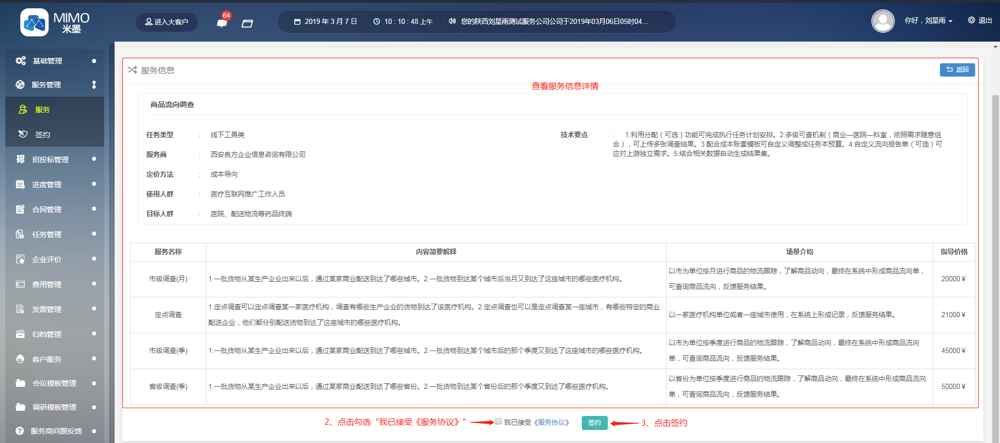 MIMO
米墨
进入大客户
64
2019 年 3 月 7 日
10 : 10 : 48 上午
您的陕西刘星雨测试服务公司公司于2019年03月06日05时04...
你好，刘星雨
退出
基础管理
服务管理
服务
签约
招投标管理
进度管理
合同管理
任务管理
企业评价
费用管理
发票管理
归档管理
客户服务
会议模板管理
调研模板管理
服务商问题反馈
服务信息
返回
查看服务信息详情
商品流向调查
任务类型 : 线下工具类
服务商 : 西安良方企业信息咨询有限公司
定价方法 : 成本导向
使用人群 : 医疗互联网推广工作人员
目标人群 : 医院、配送物流等药品终端
技术要点 : 1.利用分配（可选）功能可完成执行任务计划安排。2.多级可查机制（商业—医院—科室，依照需求随意组
合），可上传多张调查结果。3.配合成本账套模板可自定义调整成任务本预算。4.自定义流向报告单（可选）可
应对上游独立需求。5.结合相关数据自动生成结果集。
服务名称 内容简要解释 场景介绍 指导价格
市级调查(月) 1.一批货物从某生产企业出来以后，通过某家商业配送到达了哪些城市。2.一批货物到达某个城市后当月又到达了这座城市的哪些医疗机构。
以市为单位按月进行商品的物流跟踪，了解商品动向，最终在系统中形成商品流向单，
可查询商品流向，反馈服务结果。
20000￥
定点调查
1.定点调查可以定点调查某一家医疗机构，调查有哪些生产企业的货物到达了该医疗机构。2.定点调查也可以是定点调查某一座城市，有哪些特定的商业
配送企业，他们都分别配送货物到达了这座城市的哪些医疗机构。
以一家医疗机构单位或者一座城市使用，在系统上形成记录，反馈服务结果。
21000￥
市级调查(季) 1.一批货物从某生产企业出来以后，通过某家商业配送到达了哪些城市。2.一批货物到达某个城市后的那个季度又到达了这座城市的哪些医疗机构。
以市为单位按季度进行商品的物流跟踪，了解商品动向，最终在系统中形成商品流向
单，可查询商品流向，反馈服务结果。
45000￥
省级调查(季) 1.一批货物从某生产企业出来以后，通过某家商业配送到达了哪些省份。2.一批货物到达某个省份后的那个季度又到达了哪些医疗机构。
以省份为单位按季度进行商品的物流跟踪，了解商品动向，最终在系统中形成商品流向
单，可查询商品流向，反馈服务结果。
50000￥
2、点击勾选“我已接受《服务协议》”
我已接受《服务协议》
签约
3、点击签约